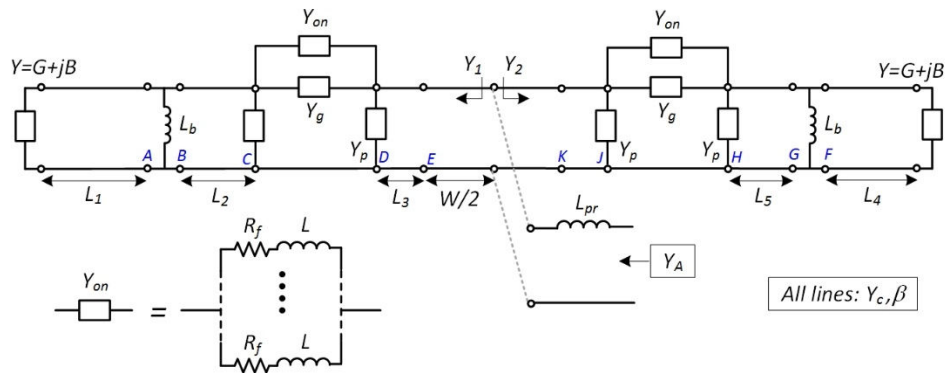 Y_on
Y_on
Y=G+jB
Y_1
Y_2
Y=G+jB
Y_g
Y_g
L_b
L_b
A
B
C
Y_p
D
E
K
J
Y_p
Y_p
H
G
F
L_1
L_2
L_3
W/2
L_5
L_4
L_pr
R_f
L
Y_A
Y_on
=
All lines: Y_c,β
R_f
L